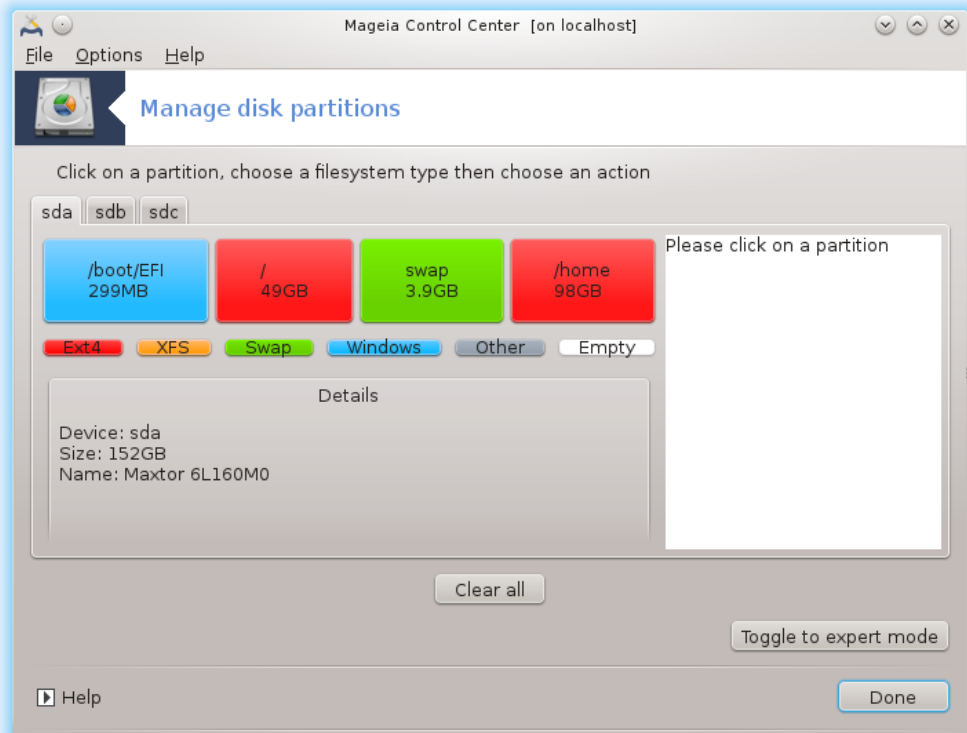 Mageia Control Center [on localhost]
File Options Help
Manage disk partitions
Click on a partition, choose a filesystem type then choose an action
sda sdb sdc
/boot/EFI
299MB
/
49GB
swap
3.9GB
/home
98GB
Please click on a partition
Ext4 XFS Swap Windows Other Empty
Details
Device: sda
Size: 152GB
Name: Maxtor 6L160M0
Clear all
Toggle to expert mode
Help
Done